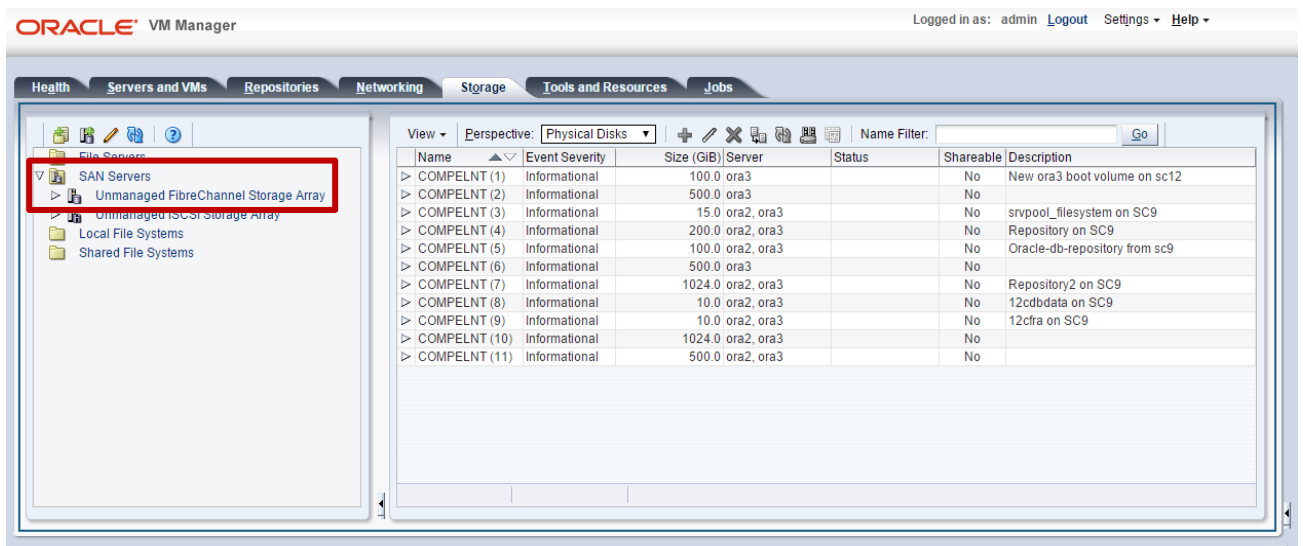 ORACLE VM Manager
Logged in as: admin Logout Settings Help
Health Servers and VMs Repositories Networking Storage Tools and Resources Jobs
File Servers
SAN Servers
Unmanaged FibreChannel Storage Array
Unmanaged iSCSI Storage Array
Local File Systems
Shared File Systems
View Perspective: Physical Disks Name Filter: Go
Name Event Severity Size (GiB) Server Status Shareable Description
COMPELNT (1) Informational 100.0 ora3 No New ora3 boot volume on sc12
COMPELNT (2) Informational 500.0 ora3 No
COMPELNT (3) Informational 15.0 ora2, ora3 No srvpool_filesystem on SC9
COMPELNT (4) Informational 200.0 ora2, ora3 No Repository on SC9
COMPELNT (5) Informational 100.0 ora2, ora3 No Oracle-db-repository from sc9
COMPELNT (6) Informational 500.0 ora3 No
COMPELNT (7) Informational 1024.0 ora2, ora3 No Repository2 on SC9
COMPELNT (8) Informational 10.0 ora2, ora3 No 12cdbdata on SC9
COMPELNT (9) Informational 10.0 ora2, ora3 No 12cfra on SC9
COMPELNT (10) Informational 1024.0 ora2, ora3 No
COMPELNT (11) Informational 500.0 ora2, ora3 No